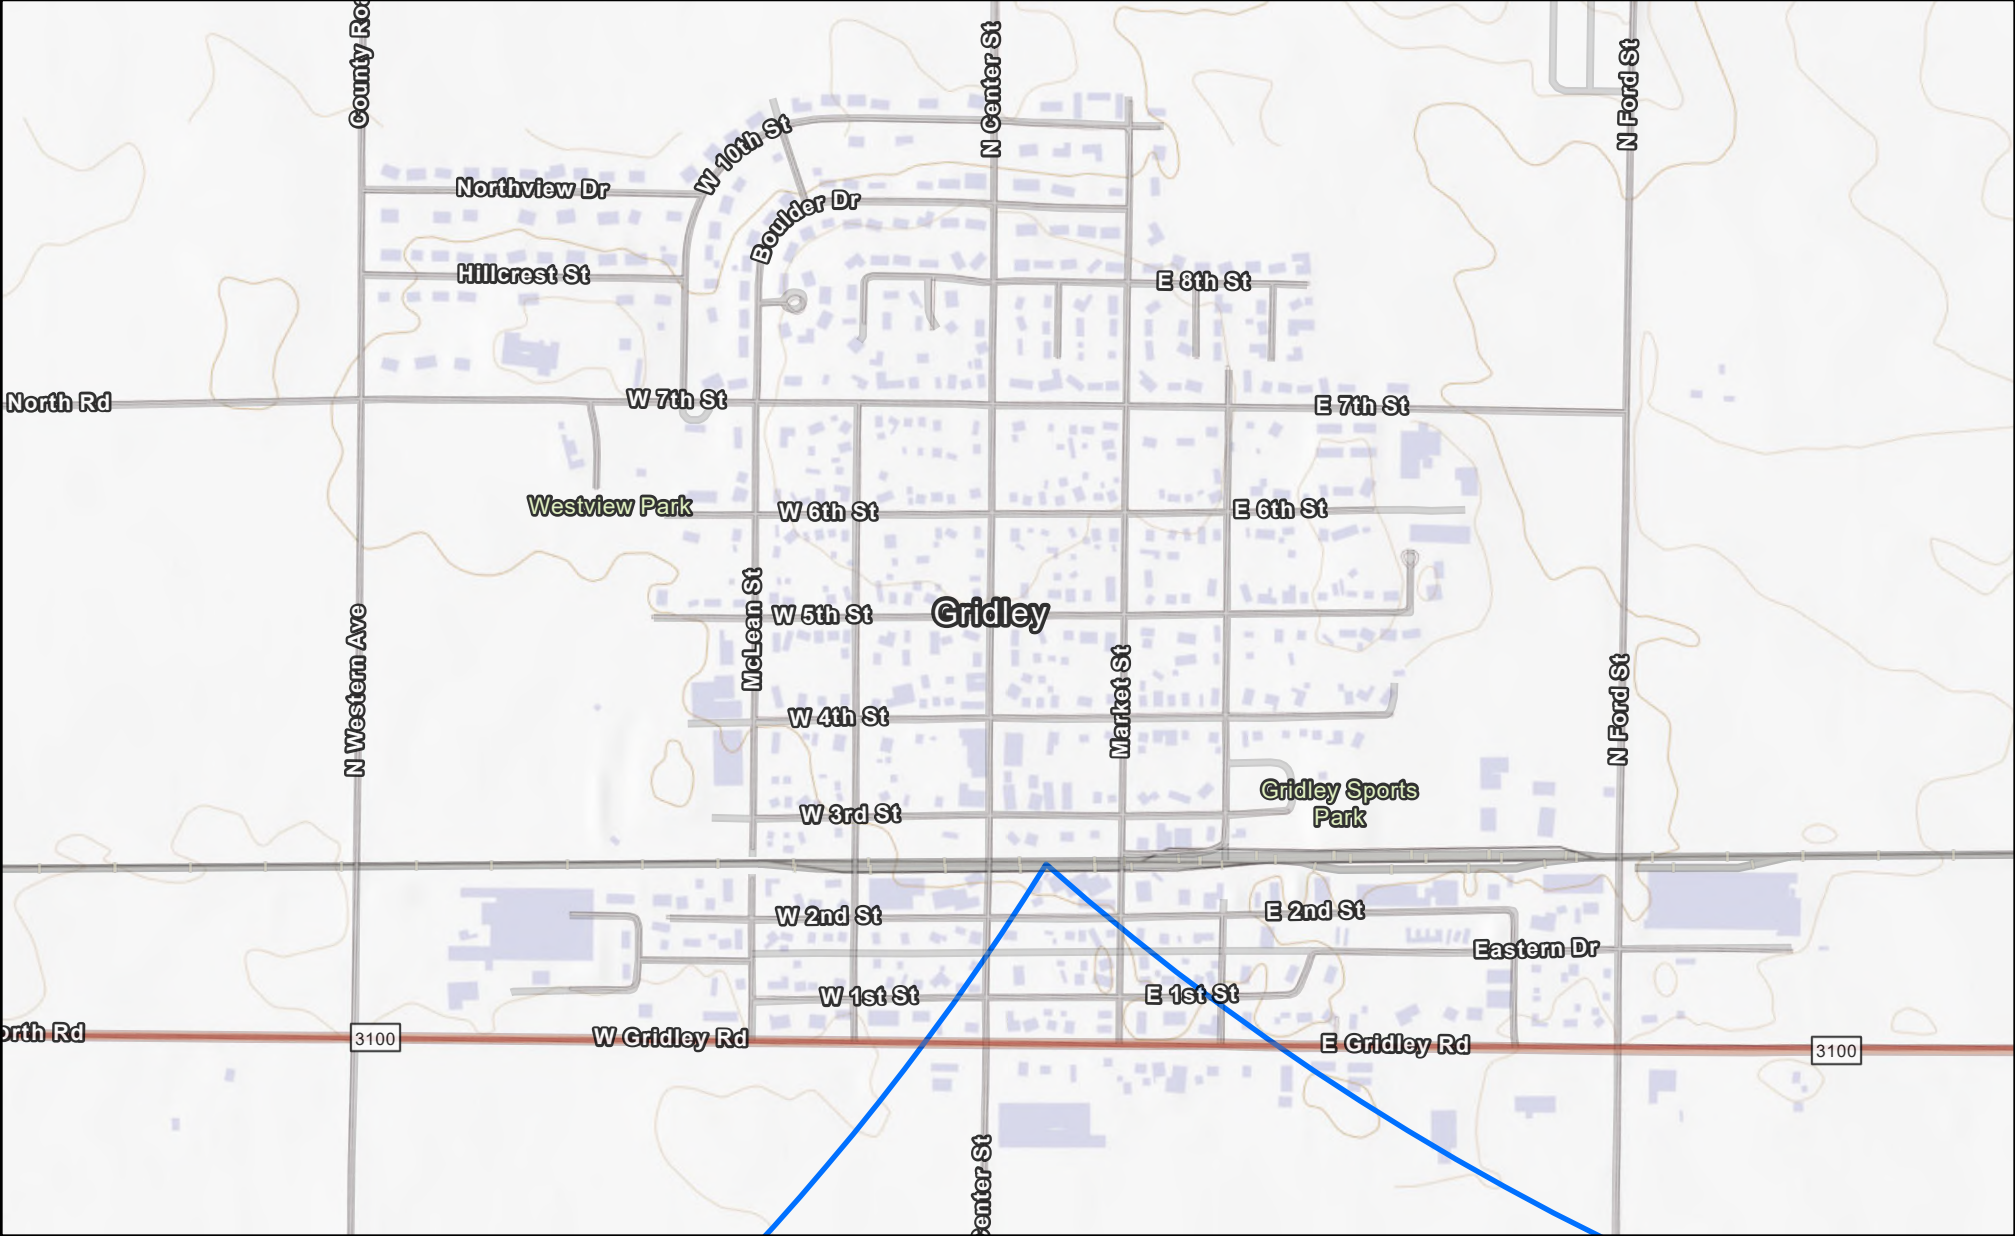 County Roa
N Center St
N Ford St
W 10th St
Northview Dr
Boulder Dr
Hillcrest St
E 8th St
North Rd
W 7th St
E 7th St
Westview Park
W 6th St
E 6th St
McLean St
W 5th St
Gridley
N Western Ave
Market St
N Ford St
W 4th St
Gridley Sports
Park
W 3rd St
W 2nd St
E 2nd St
Eastern Dr
W 1st St
E 1st St
orth Rd
3100
W Gridley Rd
E Gridley Rd
3100
enter St